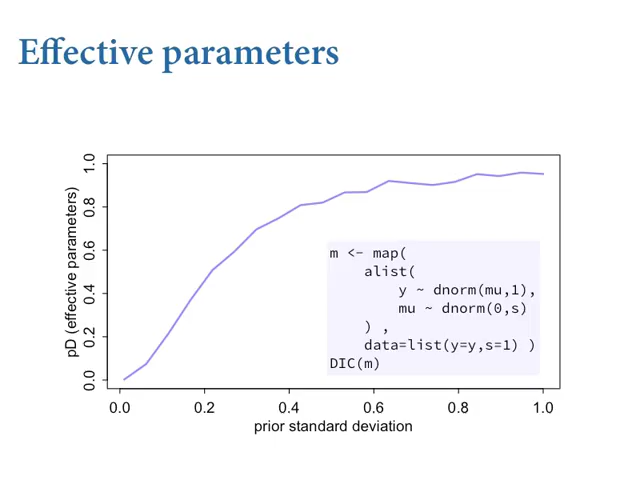 Effective parameters
pD (effective parameters)
1.0
0.8
0.6
0.4
0.2
0.0
m <- map(
alist(
y ~ dnorm(mu,1),
mu ~ dnorm(0,s)
) ,
data=list(y=y,s=1) )
DIC(m)
0.0 0.2 0.4 0.6 0.8 1.0
prior standard deviation